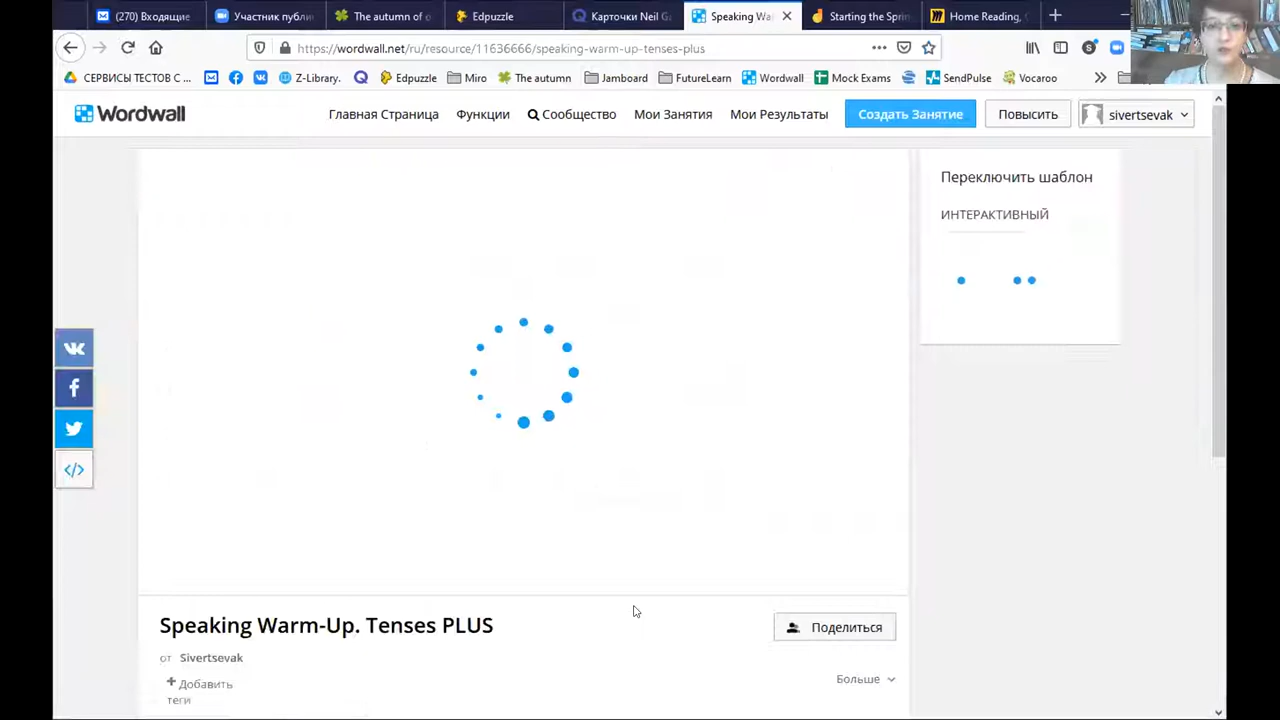 (270) Входящие
Участник публи
The autumn of o
Edpuzzle
Карточки Neil Ga
Speaking Wa
Starting the Sprin
Home Reading, C
https://wordwall.net/ru/resource/11636666/speaking-warm-up-tenses-plus
СЕРВИСЫ ТЕСТОВ С ...
Z-Library.
Edpuzzle
Miro
The autumn
Jamboard
FutureLearn
Wordwall
Mock Exams
SendPulse
Vocaroo
Wordwall
Главная Страница
Функции
Сообщество
Мои Занятия
Мои Результаты
Создать Занятие
Повысить
sivertsevak
Переключить шаблон
ИНТЕРАКТИВНЫЙ
Speaking Warm-Up. Tenses PLUS
Поделиться
от Sivertsevak
Добавить
теги
Больше